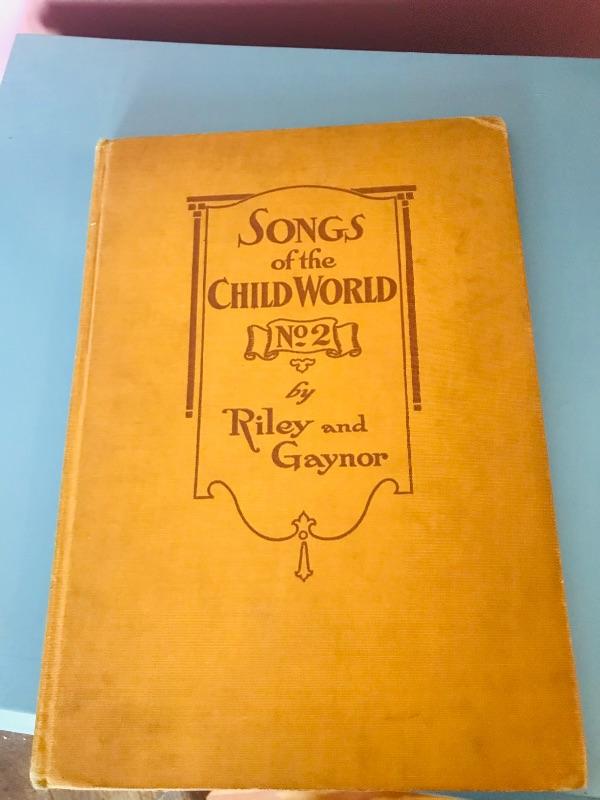 SONGS
of the
CHILD WORLD
No 2
by
Riley and
Gaynor